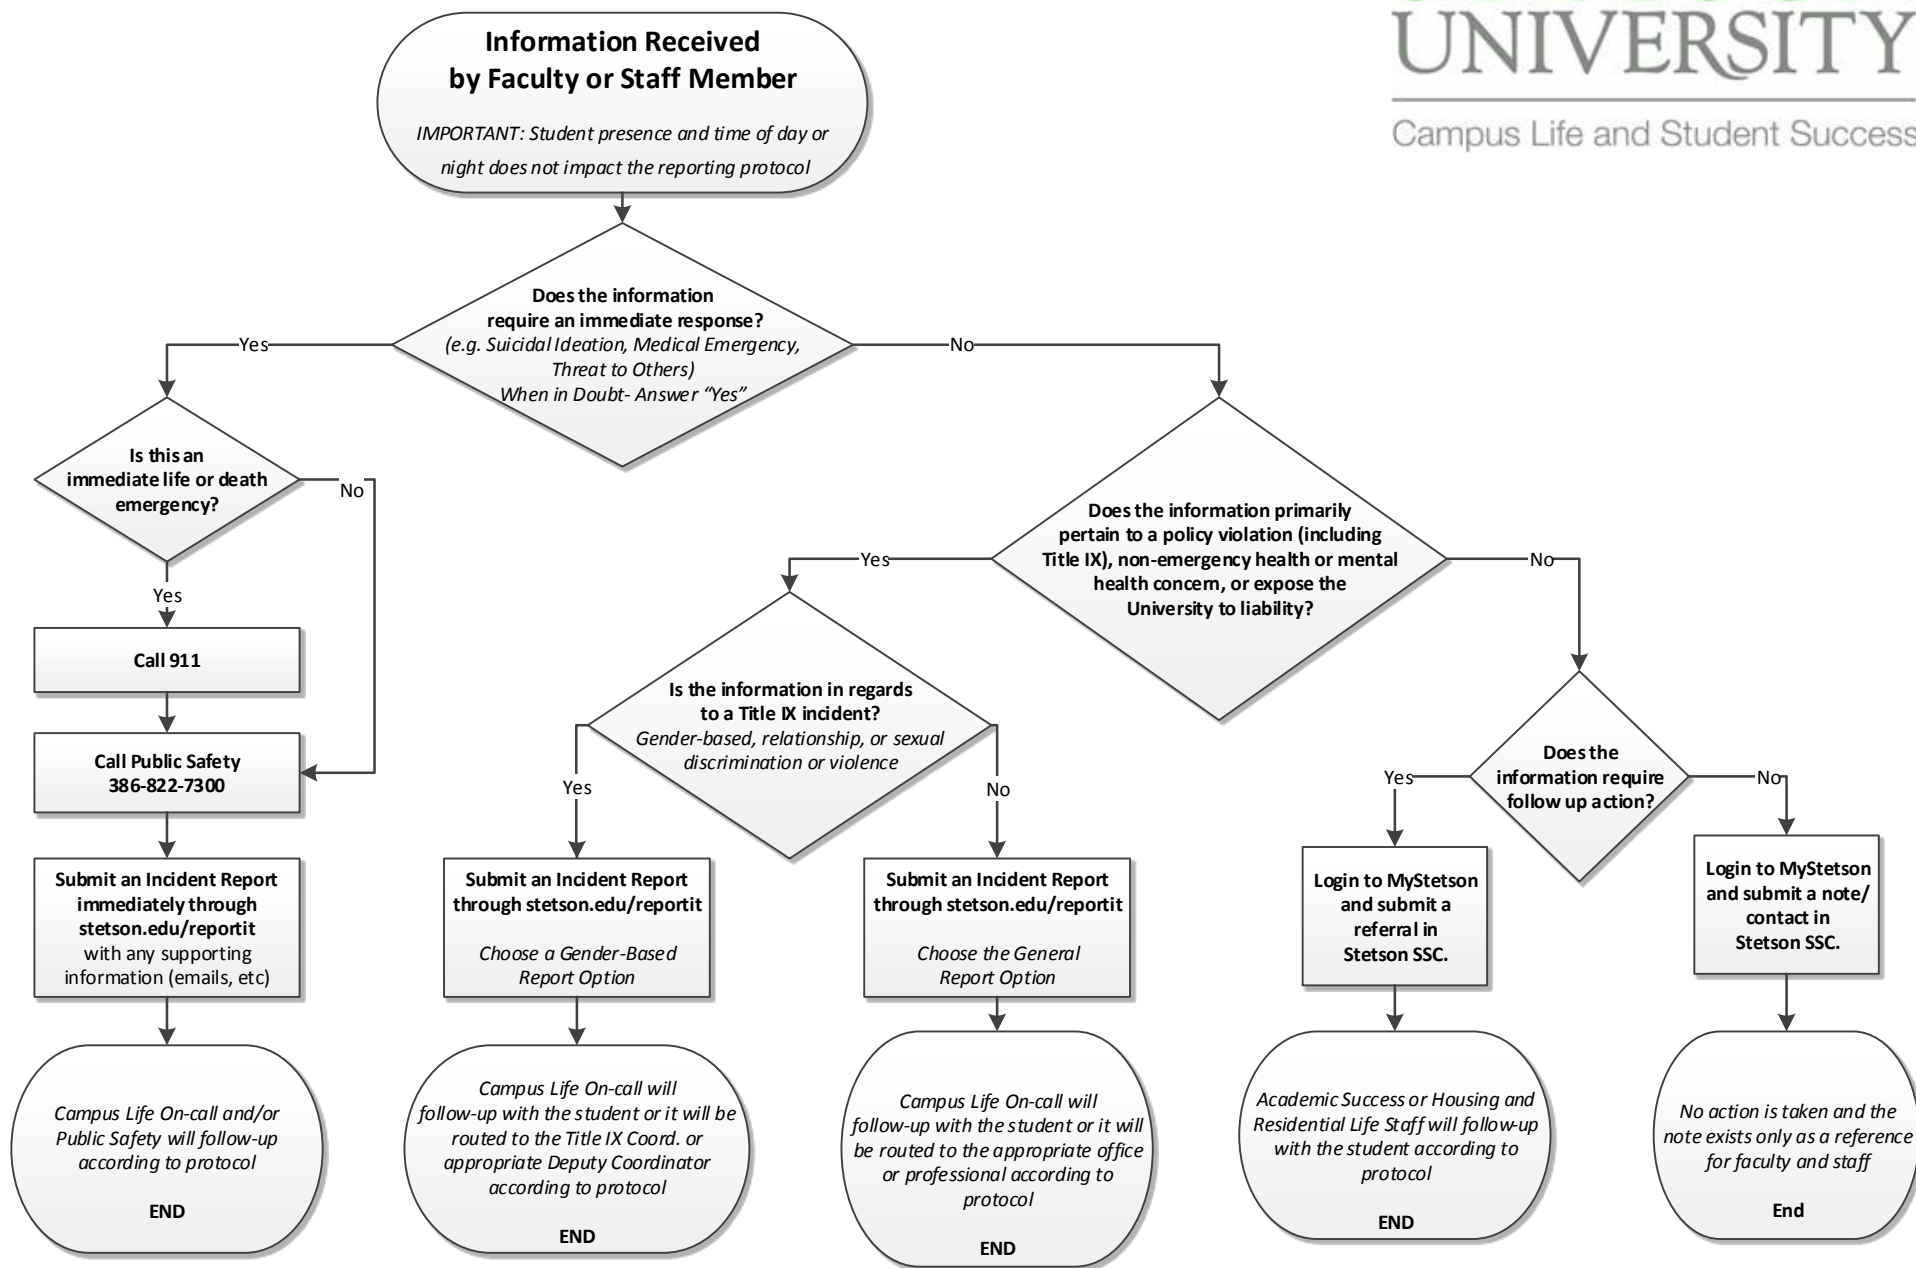 UNIVERSITY
Campus Life and Student Success
Information Received
by Faculty or Staff Member
IMPORTANT: Student presence and time of day or
night does not impact the reporting protocol
Does the information
require an immediate response?
(e.g. Suicidal Ideation, Medical Emergency,
Threat to Others)
When in Doubt- Answer “Yes”
Yes
No
Is this an
immediate life or death
emergency?
No
Yes
Call 911
Call Public Safety
386-822-7300
Submit an Incident Report
immediately through
stetson.edu/reportit
with any supporting
information (emails, etc)
Campus Life On-call and/or
Public Safety will follow-up
according to protocol
END
Does the information primarily
pertain to a policy violation (including
Title IX), non-emergency health or mental
health concern, or expose the
University to liability?
Yes
No
Is the information in regards
to a Title IX incident?
Gender-based, relationship, or sexual
discrimination or violence
Yes
No
Submit an Incident Report
through stetson.edu/reportit
Choose a Gender-Based
Report Option
Campus Life On-call will
follow-up with the student or it will be
routed to the Title IX Coord. or
appropriate Deputy Coordinator
according to protocol
END
Submit an Incident Report
through stetson.edu/reportit
Choose the General
Report Option
Campus Life On-call will
follow-up with the student or it will
be routed to the appropriate office
or professional according to
protocol
END
Does the
information require
follow up action?
Yes
No
Login to MyStetson
and submit a
referral in
Stetson SSC.
Academic Success or Housing and
Residential Life Staff will follow-up
with the student according to
protocol
END
Login to MyStetson
and submit a note/
contact in
Stetson SSC.
No action is taken and the
note exists only as a reference
for faculty and staff
End